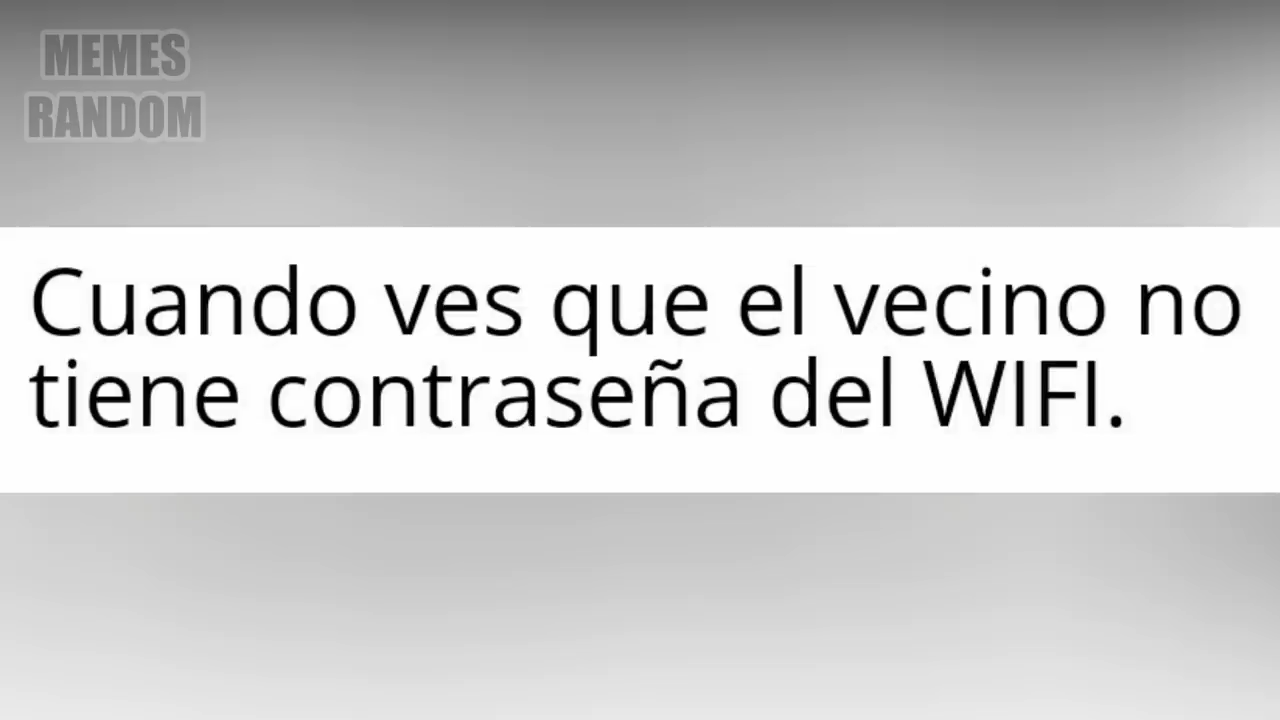 MEMES
RANDOM
Cuando ves que el vecino no
tiene contraseña del WIFI.